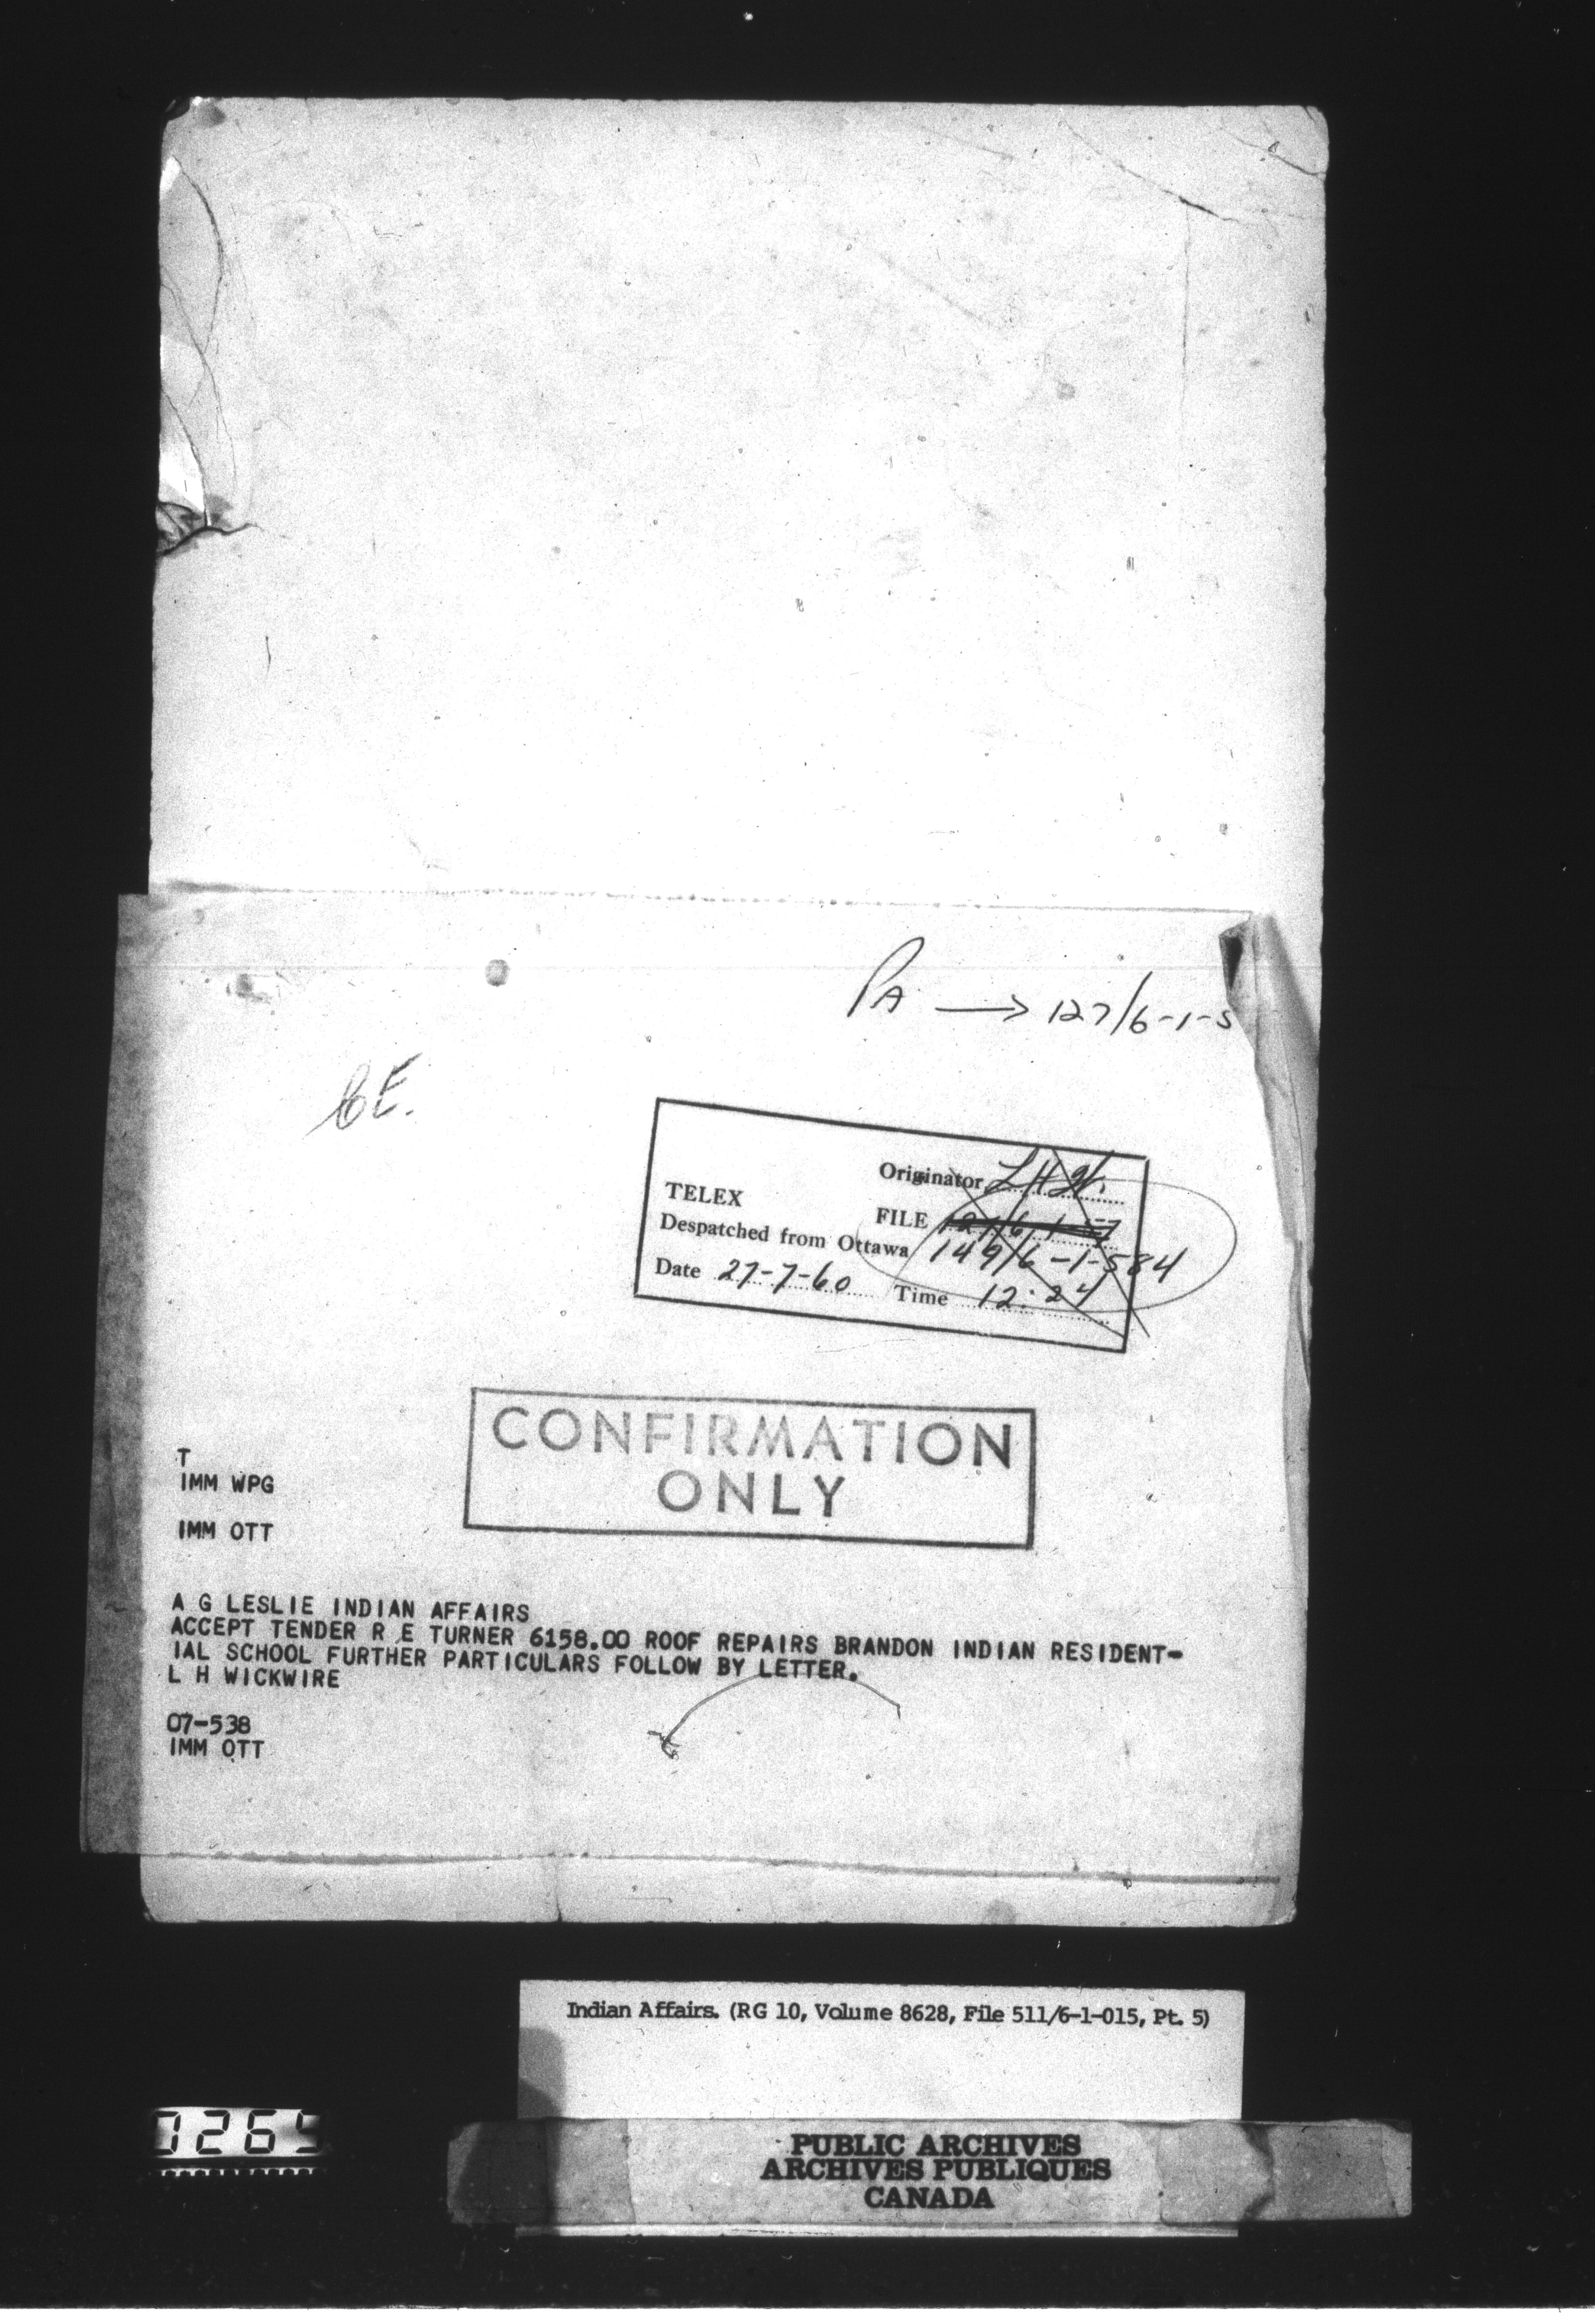 PA → 127/6-1-5
TELEX
Originator L H W.
FILE
Despatched from Ottawa 149/6-1-584
Date 27-7-60 Time 12:24
CONFIRMATION
ONLY
T
IMM WPG
IMM OTT
A G LESLIE INDIAN AFFAIRS
ACCEPT TENDER R E TURNER 6158.00 ROOF REPAIRS BRANDON INDIAN RESIDENT-
IAL SCHOOL FURTHER PARTICULARS FOLLOW BY LETTER.
L H WICKWIRE
07-538
IMM OTT
Indian Affairs. (RG 10, Volume 8628, File 511/6-1-015, Pt. 5)
PUBLIC ARCHIVES
ARCHIVES PUBLIQUES
CANADA